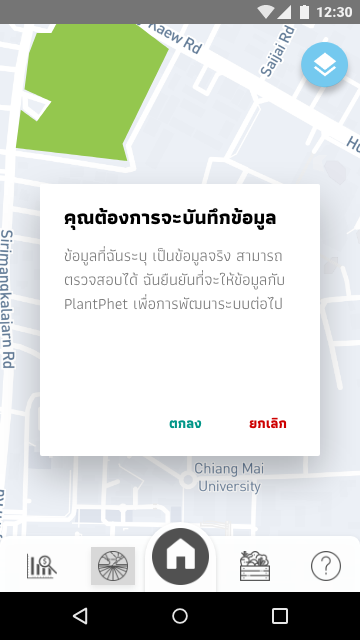 12:30
Kaew Rd
Saijai Rd
คุณต้องการจะบันทึกข้อมูล
ข้อมูลที่ฉันระบุ เป็นข้อมูลจริง สามารถ
ตรวจสอบได้ ฉันยืนยันที่จะให้ข้อมูลกับ
PlantPhet เพื่อการพัฒนาระบบต่อไป
ตกลง ยกเลิก
Sirimangkalajarn Rd
Chiang Mai
University